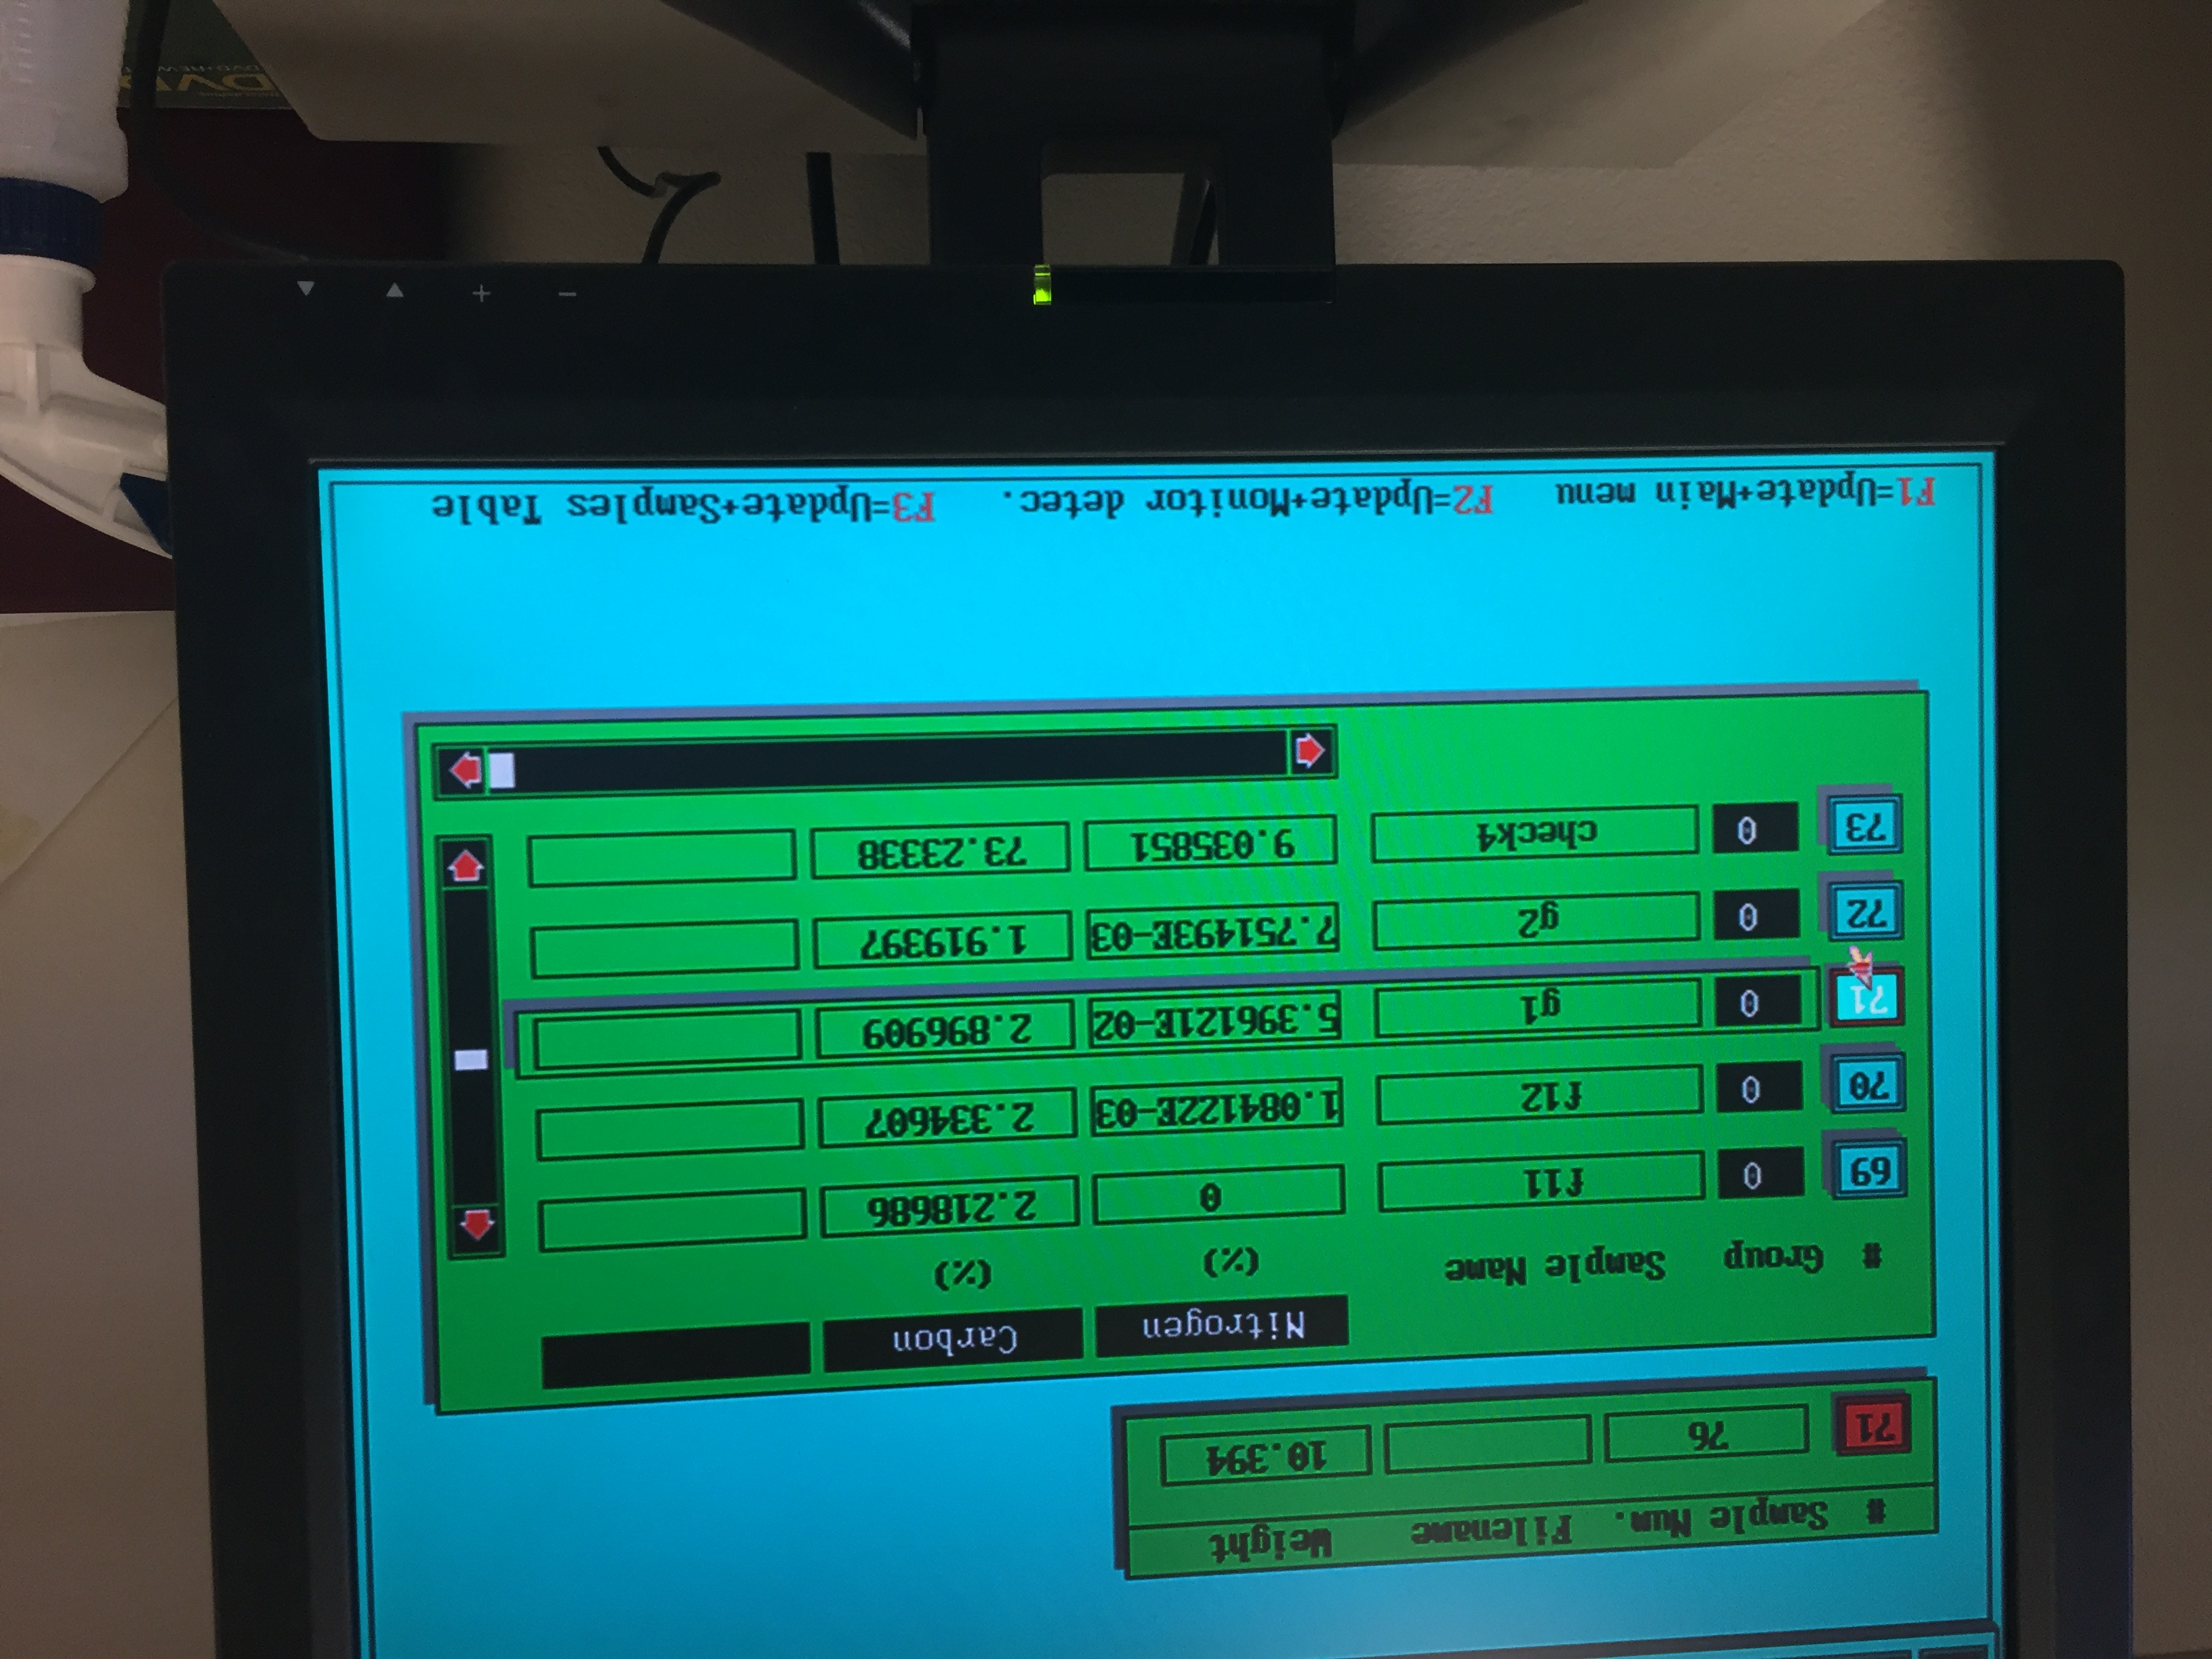 # Sample Num. Filename Weight
71 76 10.394
Nitrogen Carbon
# Group Sample Name (%) (%)
69 0 f11 0 2.218686
70 0 f12 1.084122E-03 2.334607
71 0 g1 5.396121E-02 2.896909
72 0 g2 7.751493E-03 1.919397
73 0 check4 9.035851 73.23338
F1=Update+Main menu F2=Update+Monitor detec. F3=Update+Samples Table
- +